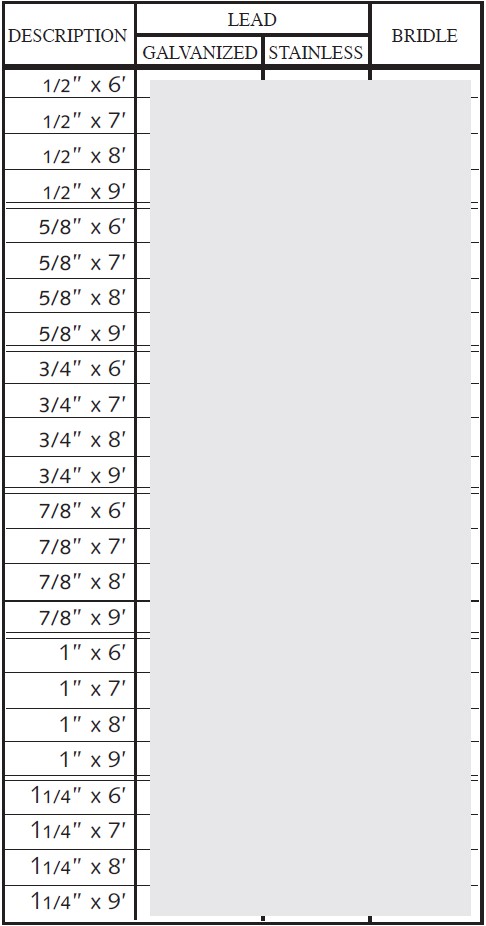 LEAD
DESCRIPTION BRIDLE
GALVANIZED STAINLESS
1/2" x 6'
1/2" x 7'
1/2" x 8'
1/2" x 9'
5/8" x 6'
5/8" x 7'
5/8" x 8'
5/8" x 9'
3/4" x 6'
3/4" x 7'
3/4" x 8'
3/4" x 9'
7/8" x 6'
7/8" x 7'
7/8" x 8'
7/8" x 9'
1" x 6'
1" x 7'
1" x 8'
1" x 9'
11/4" x 6'
11/4" x 7'
11/4" x 8'
11/4" x 9'